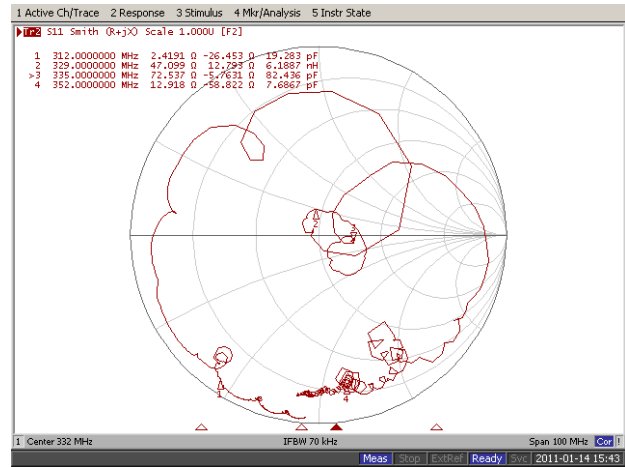 1 Active Ch/Trace 2 Response 3 Stimulus 4 Mkr/Analysis 5 Instr State
Tr2 S11 Smith (R+jX) Scale 1.000U [F2]
1 312.0000000 MHz 2.4191 Ω -26.453 Ω 19.283 pF
2 329.0000000 MHz 47.099 Ω 12.793 Ω 6.1887 nH
>3 335.0000000 MHz 72.537 Ω -5.7631 Ω 82.436 pF
4 352.0000000 MHz 12.918 Ω -58.822 Ω 7.6867 pF
2
3
1
4
1 Center 332 MHz IFBW 70 kHz Span 100 MHz Cor !
Meas Stop ExtRef Ready Svc 2011-01-14 15:43